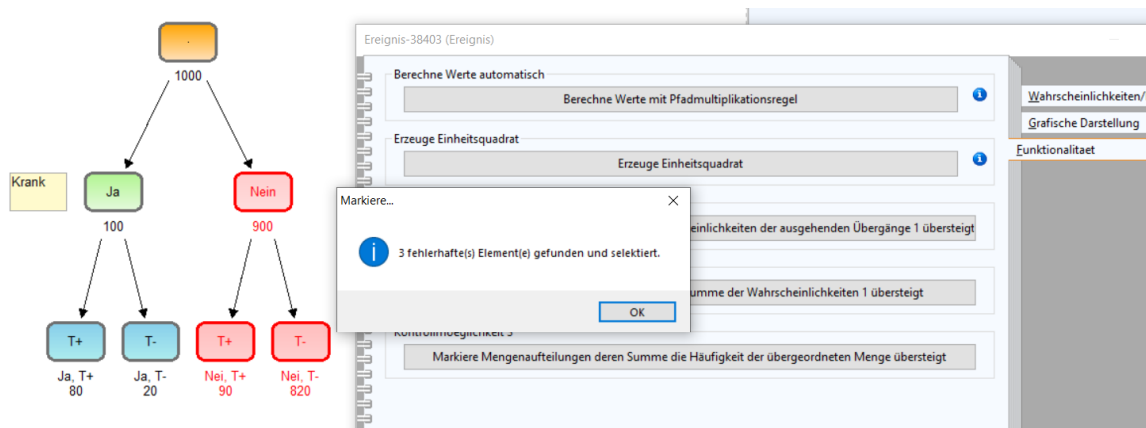 .
1000
Krank
Ja
Nein
100
900
T+
T-
T+
T-
Ja, T+
80
Ja, T-
20
Nei, T+
90
Nei, T-
820
Ereignis-38403 (Ereignis)
Berechne Werte automatisch
Berechne Werte mit Pfadmultiplikationsregel
Erzeuge Einheitsquadrat
Erzeuge Einheitsquadrat
der ausgehenden Übergänge 1 übersteigt
der Wahrscheinlichkeiten 1 übersteigt
Markiere Mengenaufteilungen deren Summe die Häufigkeit der übergeordneten Menge übersteigt
Wahrscheinlichkeiten/
Grafische Darstellung
Funktionalitaet
Markiere...
3 fehlerhafte(s) Element(e) gefunden und selektiert.
OK